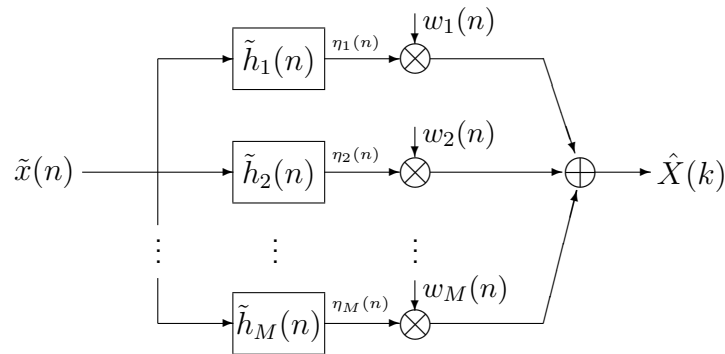 w₁(n)
h̃₁(n) η₁(n)
w₂(n)
x̃(n) h̃₂(n) η₂(n) X̂(k)
⋮ ⋮ ⋮
w_M(n)
h̃_M(n) η_M(n)